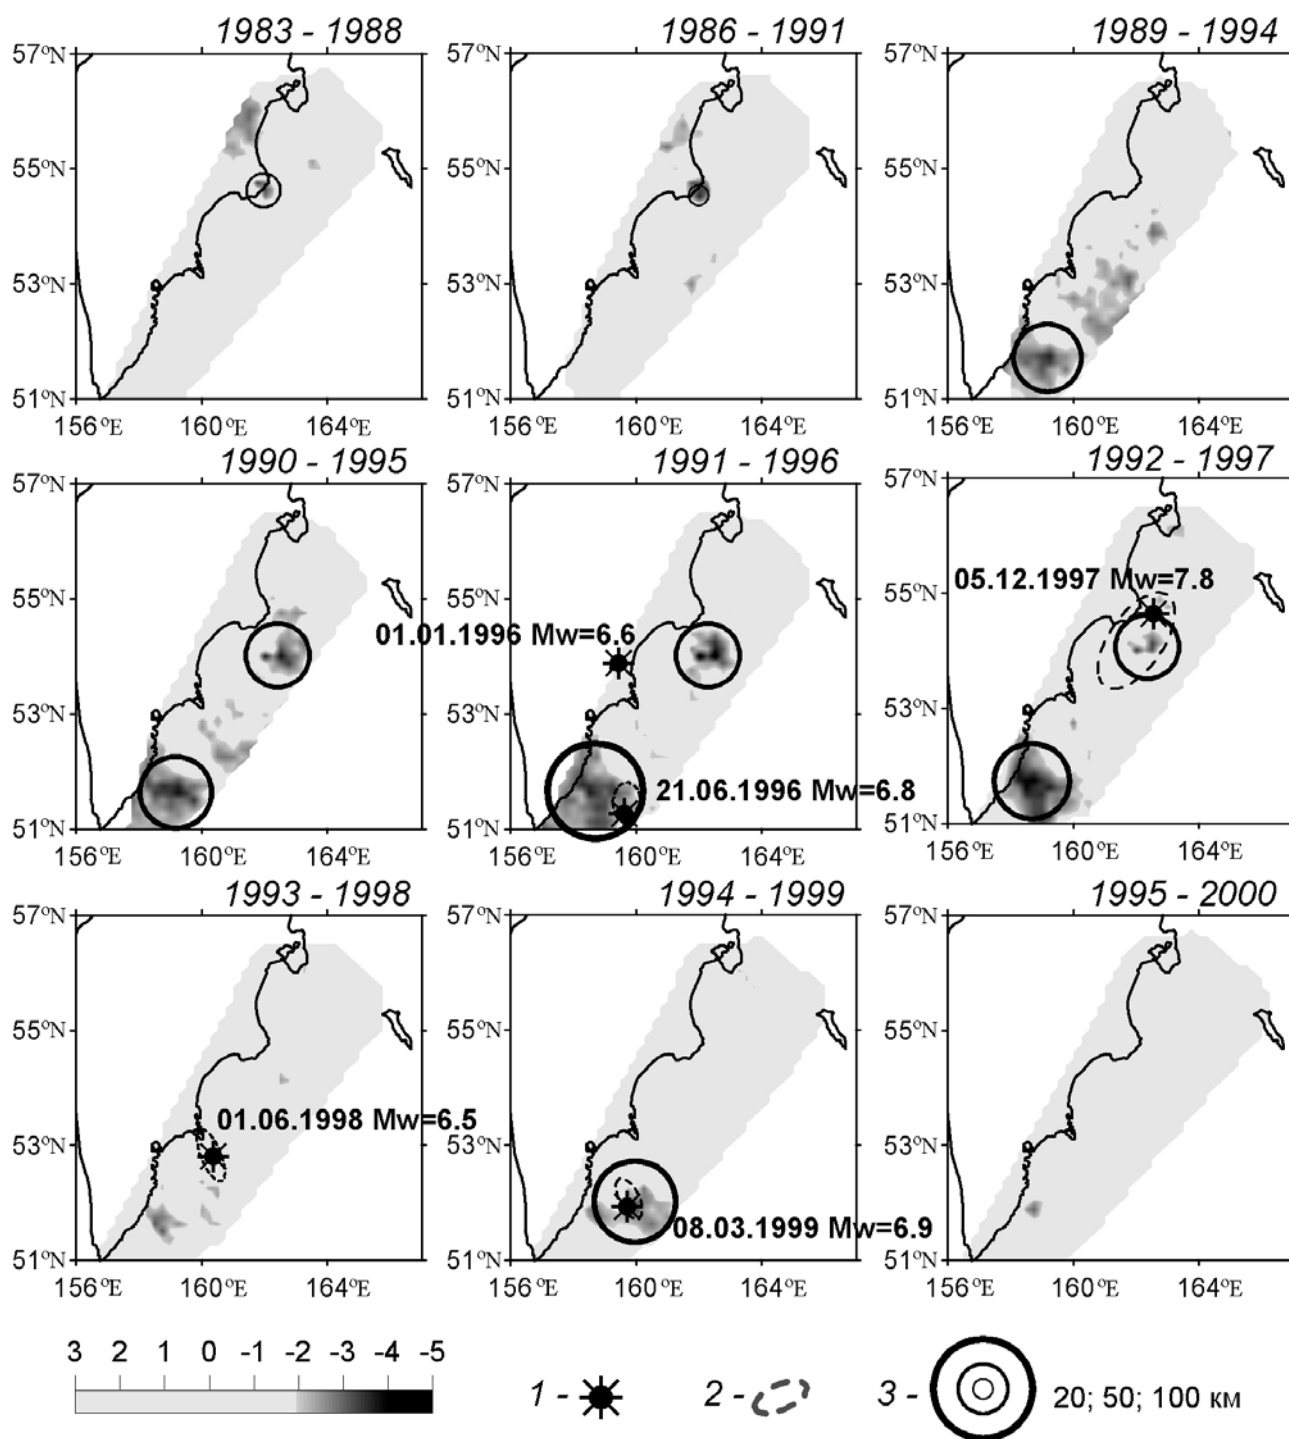 1983 - 1988 1986 - 1991 1989 - 1994
57°N 57°N 57°N
55°N 55°N 55°N
53°N 53°N 53°N
51°N 51°N 51°N
156°E 160°E 164°E 156°E 160°E 164°E 156°E 160°E 164°E
1990 - 1995 1991 - 1996 1992 - 1997
57°N 57°N 57°N
05.12.1997 Mw=7.8
55°N 55°N 55°N
01.01.1996 Mw=6.6
53°N 53°N 53°N
21.06.1996 Mw=6.8
51°N 51°N 51°N
156°E 160°E 164°E 156°E 160°E 164°E 156°E 160°E 164°E
1993 - 1998 1994 - 1999 1995 - 2000
57°N 57°N 57°N
55°N 55°N 55°N
01.06.1998 Mw=6.5
53°N 53°N 53°N
08.03.1999 Mw=6.9
51°N 51°N 51°N
156°E 160°E 164°E 156°E 160°E 164°E 156°E 160°E 164°E
3 2 1 0 -1 -2 -3 -4 -5
1 - 2 - 3 - 20; 50; 100 км